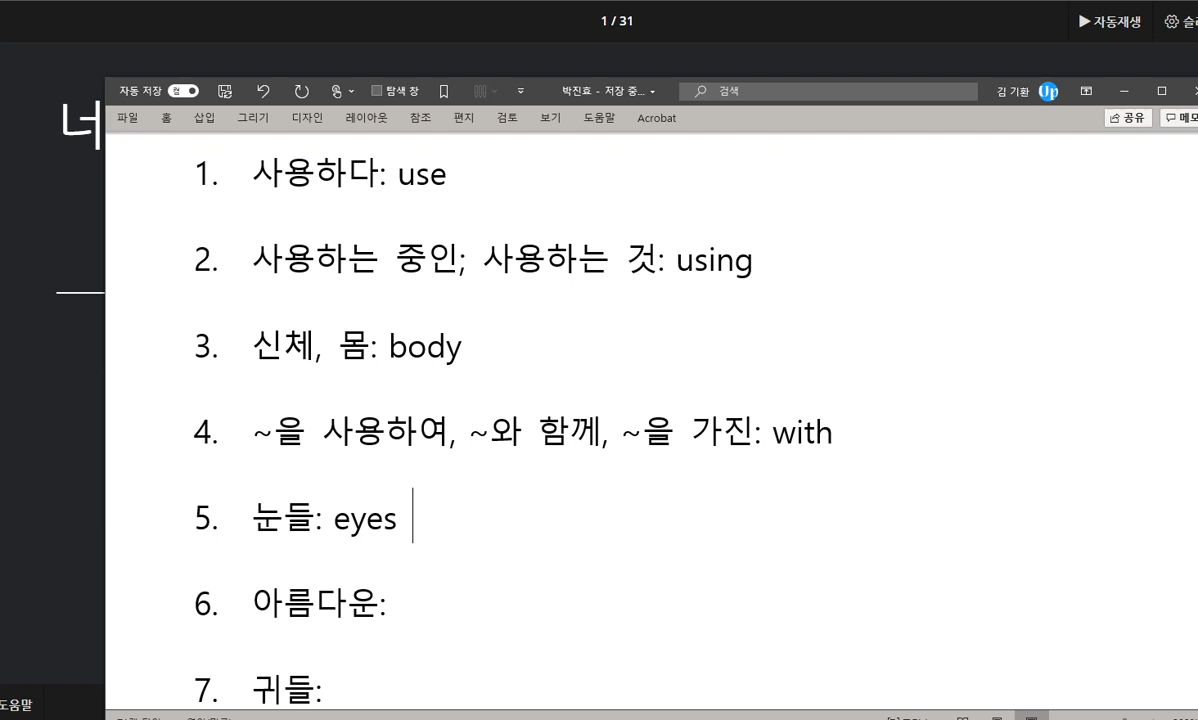 1 / 31
▶ 자동재생
너
자동 저장
탐색 창
박진효 - 저장 중...
검색
김 기환
Up
파일 홈 삽입 그리기 디자인 레이아웃 참조 편지 검토 보기 도움말 Acrobat
공유
1. 사용하다: use
2. 사용하는 중인; 사용하는 것: using
3. 신체, 몸: body
4. ~을 사용하여, ~와 함께, ~을 가진: with
5. 눈들: eyes
6. 아름다운:
7. 귀들:
도움말